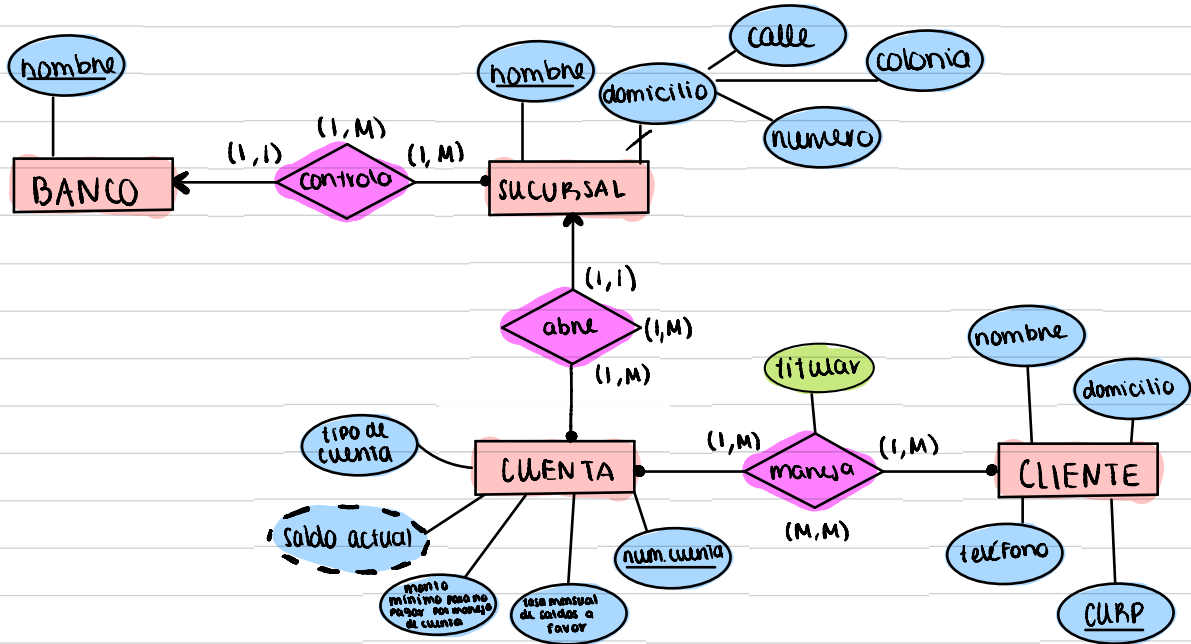 nombre
BANCO
(1,1)
(1,M)
controla
(1,M)
nombre
SUCURSAL
domicilio
calle
colonia
numero
(1,1)
abre
(1,M)
(1,M)
tipo de
cuenta
CUENTA
saldo actual
monto
mínimo para no
pagar por manejo
de cuenta
tasa mensual
de saldos a
favor
num. cuenta
(1,M)
titular
maneja
(1,M)
(M,M)
nombre
domicilio
CLIENTE
teléfono
CURP